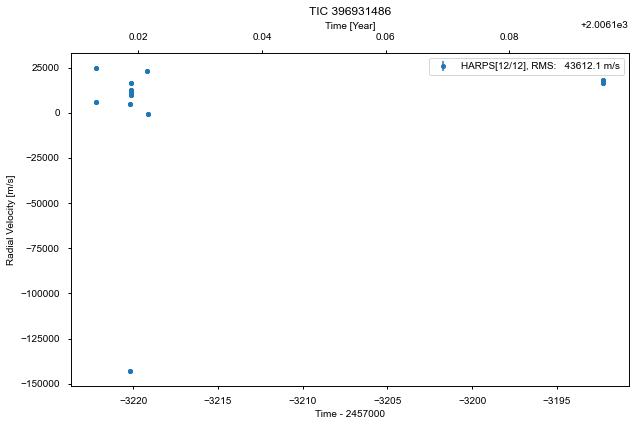 TIC 396931486
Time [Year]
+2.0061e3
0.02 0.04 0.06 0.08
HARPS[12/12], RMS: 43612.1 m/s
25000
0
−25000
−50000
−75000
−100000
−125000
−150000
Radial Velocity [m/s]
−3220 −3215 −3210 −3205 −3200 −3195
Time - 2457000